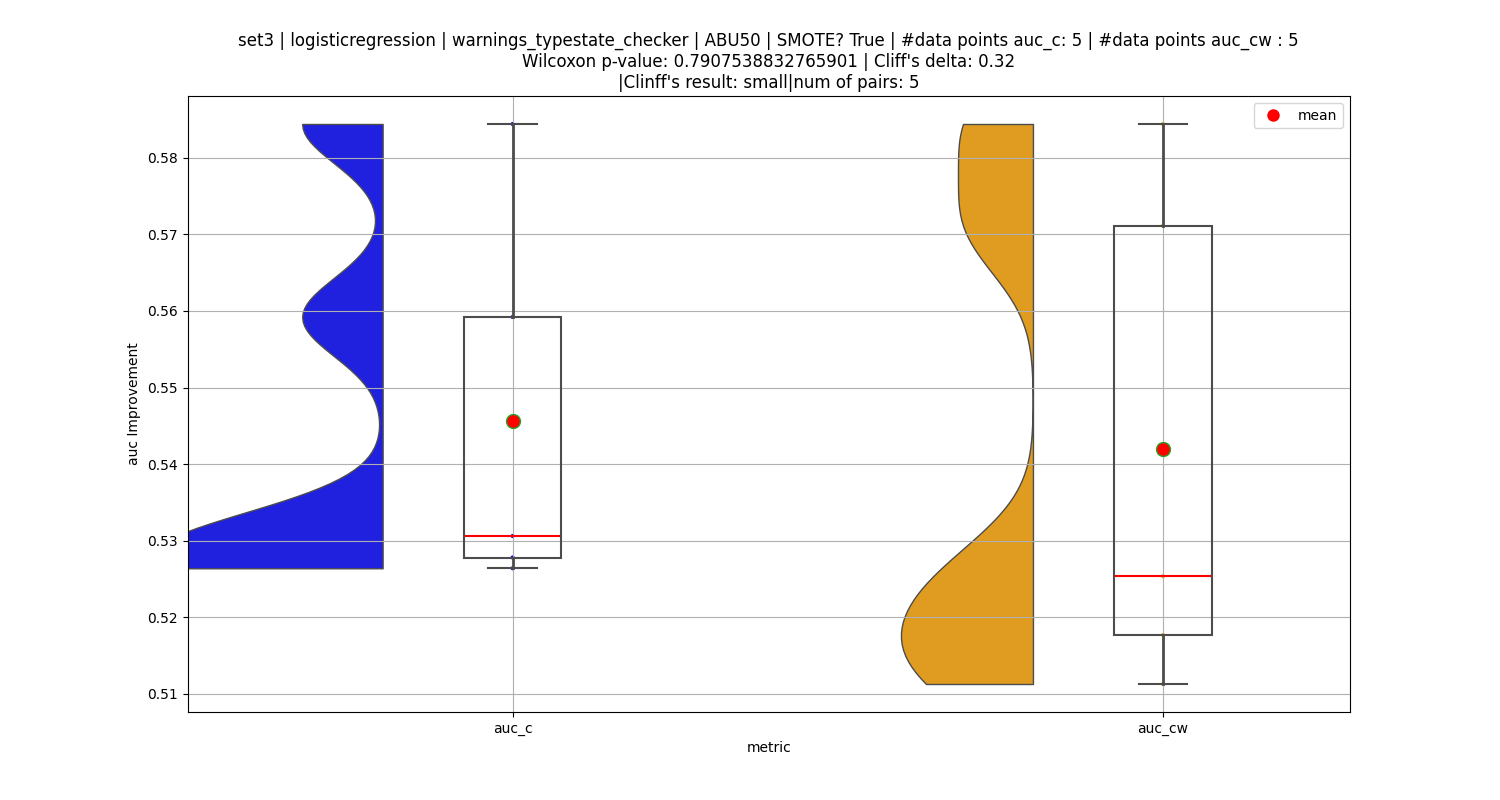 set3 | logisticregression | warnings_typestate_checker | ABU50 | SMOTE? True | #data points auc_c: 5 | #data points auc_cw : 5
Wilcoxon p-value: 0.7907538832765901 | Cliff's delta: 0.32
|Clinff's result: small|num of pairs: 5
mean
0.58
0.57
0.56
0.55
0.54
0.53
0.52
0.51
auc Improvement
auc_c
auc_cw
metric